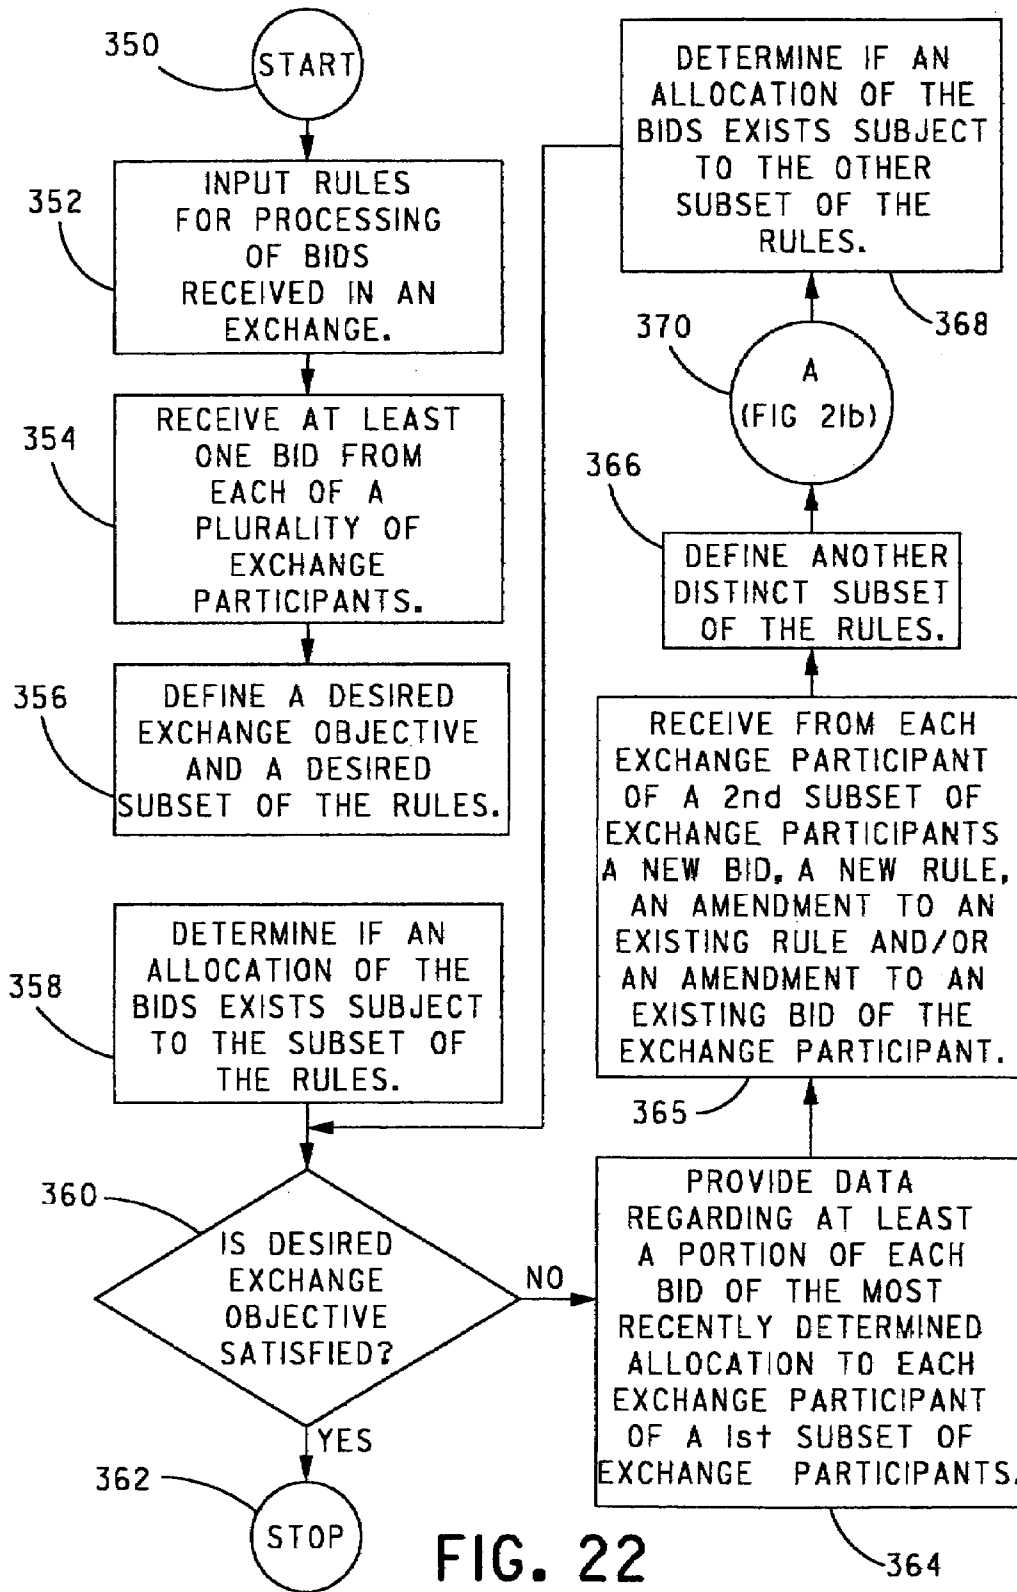 350
START
352
INPUT RULES
FOR PROCESSING
OF BIDS
RECEIVED IN AN
EXCHANGE.
354
RECEIVE AT LEAST
ONE BID FROM
EACH OF A
PLURALITY OF
EXCHANGE
PARTICIPANTS.
356
DEFINE A DESIRED
EXCHANGE OBJECTIVE
AND A DESIRED
SUBSET OF THE RULES.
358
DETERMINE IF AN
ALLOCATION OF THE
BIDS EXISTS SUBJECT
TO THE SUBSET OF
THE RULES.
360
IS DESIRED
EXCHANGE
OBJECTIVE
SATISFIED?
NO
YES
362
STOP
PROVIDE DATA
REGARDING AT LEAST
A PORTION OF EACH
BID OF THE MOST
RECENTLY DETERMINED
ALLOCATION TO EACH
EXCHANGE PARTICIPANT
OF A 1st SUBSET OF
EXCHANGE PARTICIPANTS.
364
RECEIVE FROM EACH
EXCHANGE PARTICIPANT
OF A 2nd SUBSET OF
EXCHANGE PARTICIPANTS
A NEW BID, A NEW RULE,
AN AMENDMENT TO AN
EXISTING RULE AND/OR
AN AMENDMENT TO AN
EXISTING BID OF THE
EXCHANGE PARTICIPANT.
365
366
DEFINE ANOTHER
DISTINCT SUBSET
OF THE RULES.
370
A
(FIG 21b)
DETERMINE IF AN
ALLOCATION OF THE
BIDS EXISTS SUBJECT
TO THE OTHER
SUBSET OF THE
RULES.
368
FIG. 22